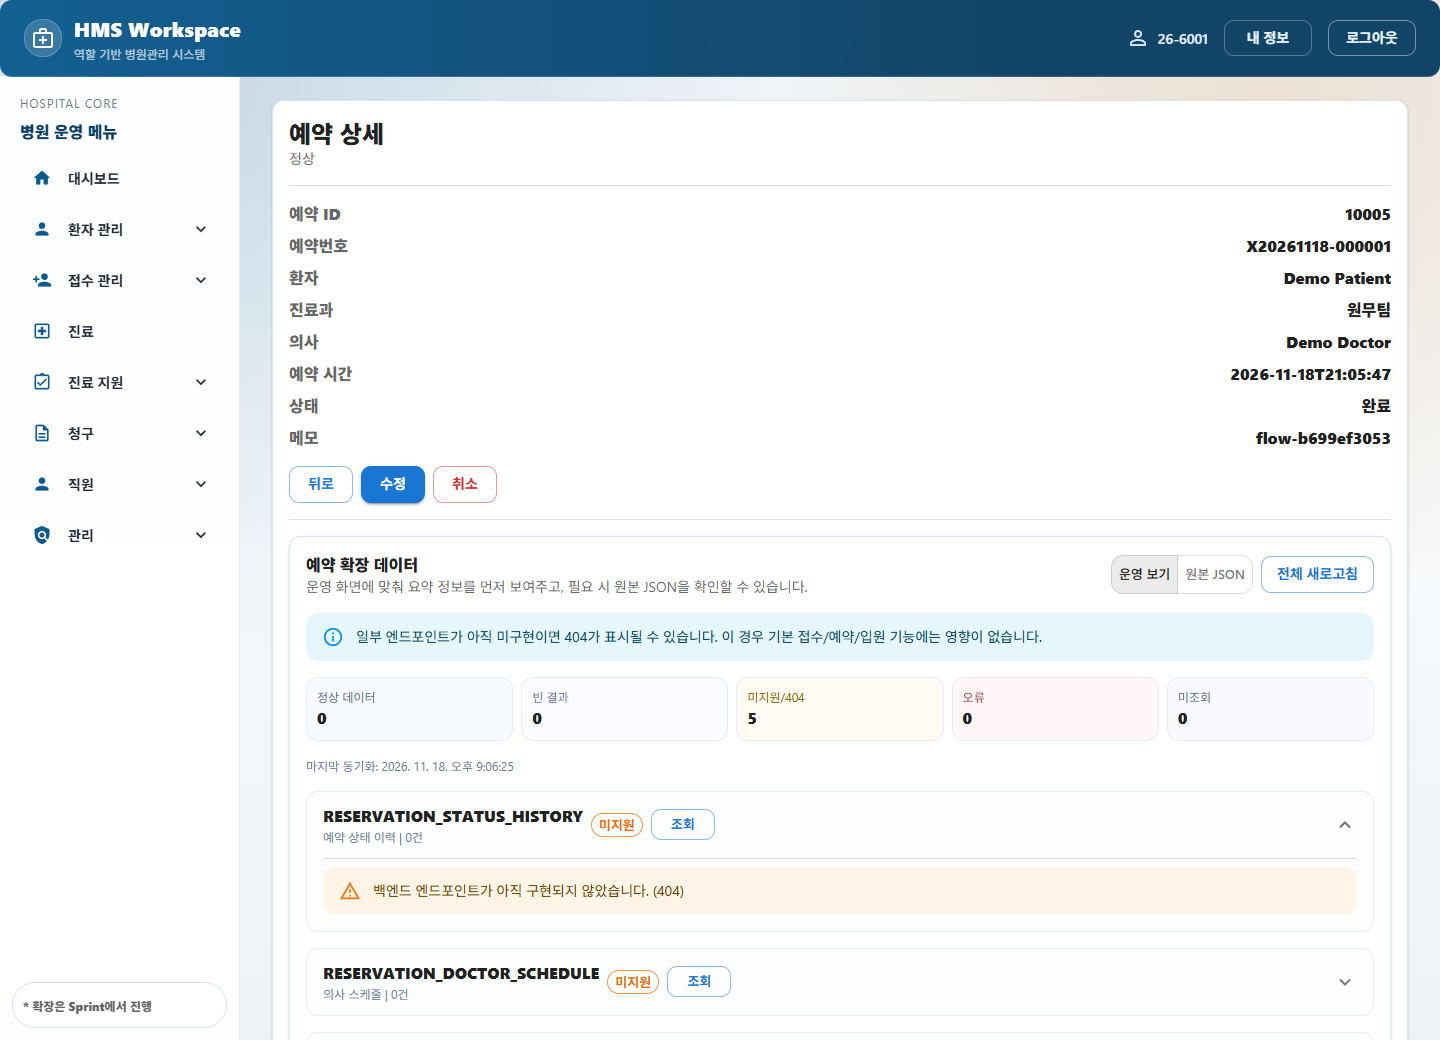 HMS Workspace
역할 기반 병원관리 시스템
26-6001
내 정보
로그아웃
HOSPITAL CORE
병원 운영 메뉴
대시보드
환자 관리
접수 관리
진료
진료 지원
청구
직원
관리
* 확장은 Sprint에서 진행
예약 상세
정상
예약 ID
10005
예약번호
X20261118-000001
환자
Demo Patient
진료과
원무팀
의사
Demo Doctor
예약 시간
2026-11-18T21:05:47
상태
완료
메모
flow-b699ef3053
뒤로
수정
취소
예약 확장 데이터
운영 화면에 맞춰 요약 정보를 먼저 보여주고, 필요 시 원본 JSON을 확인할 수 있습니다.
운영 보기
원본 JSON
전체 새로고침
일부 엔드포인트가 아직 미구현이면 404가 표시될 수 있습니다. 이 경우 기본 접수/예약/입원 기능에는 영향이 없습니다.
정상 데이터
0
빈 결과
0
미지원/404
5
오류
0
미조회
0
마지막 동기화: 2026. 11. 18. 오후 9:06:25
RESERVATION_STATUS_HISTORY
예약 상태 이력 | 0건
미지원
조회
백엔드 엔드포인트가 아직 구현되지 않았습니다. (404)
RESERVATION_DOCTOR_SCHEDULE
의사 스케줄 | 0건
미지원
조회